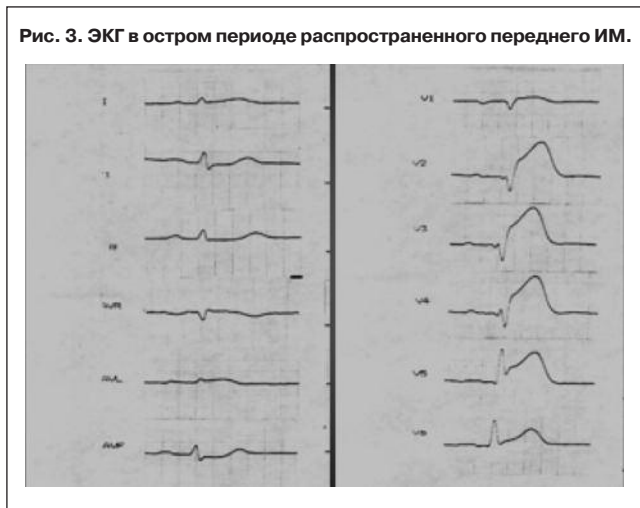 Рис. 3. ЭКГ в остром периоде распространенного переднего ИМ.
I
AVR
AVL
AVF
V1
V2
V3
V4
V5
V6